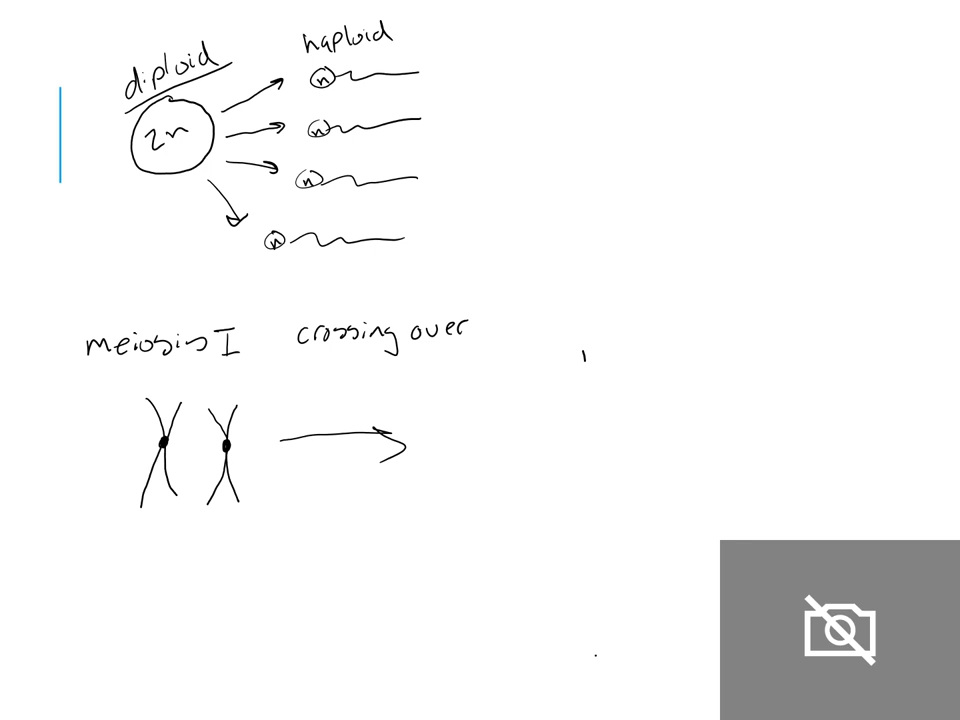 diploid
haploid
2n
n
n
n
n
meiosis I
crossing over